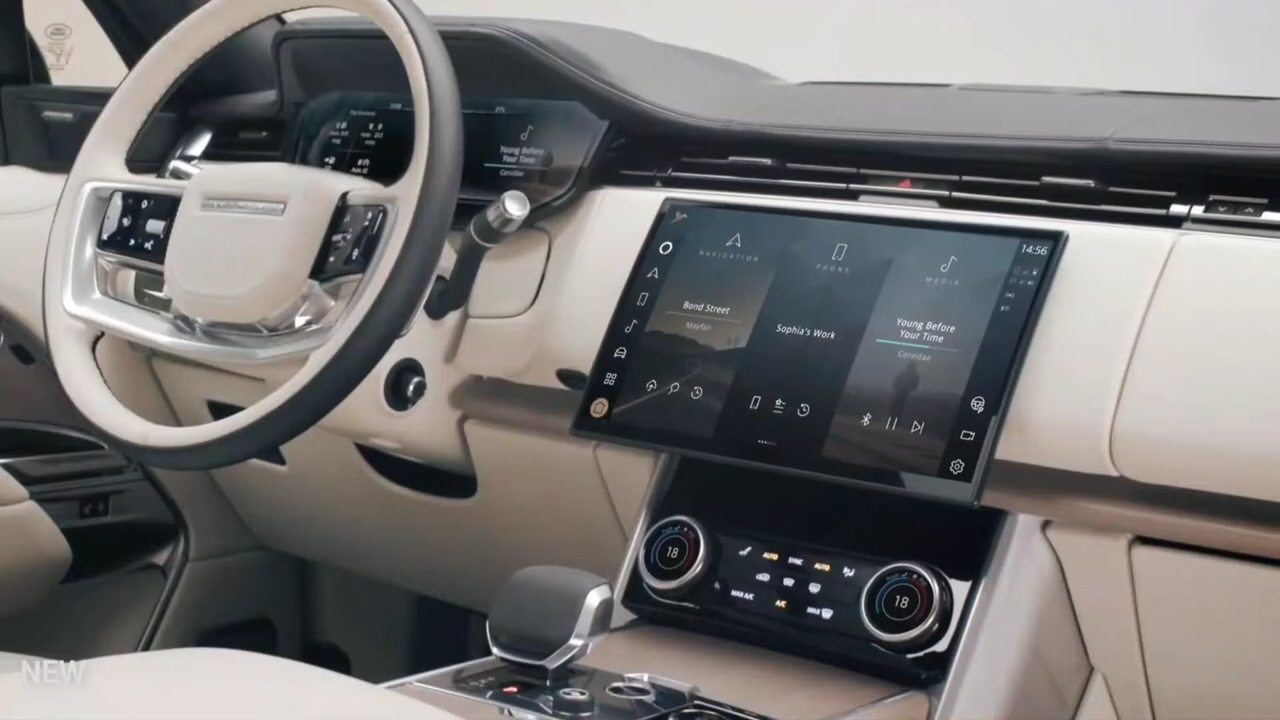 Young Before
Your Time
Corvidae
14:56
NAVIGATION
PHONE
MEDIA
Bond Street
Mayfair
Sophia's Work
Young Before
Your Time
Corvidae
18
AUTO
SYNC
AUTO
MAX A/C
A/C
MAX
18
NEW